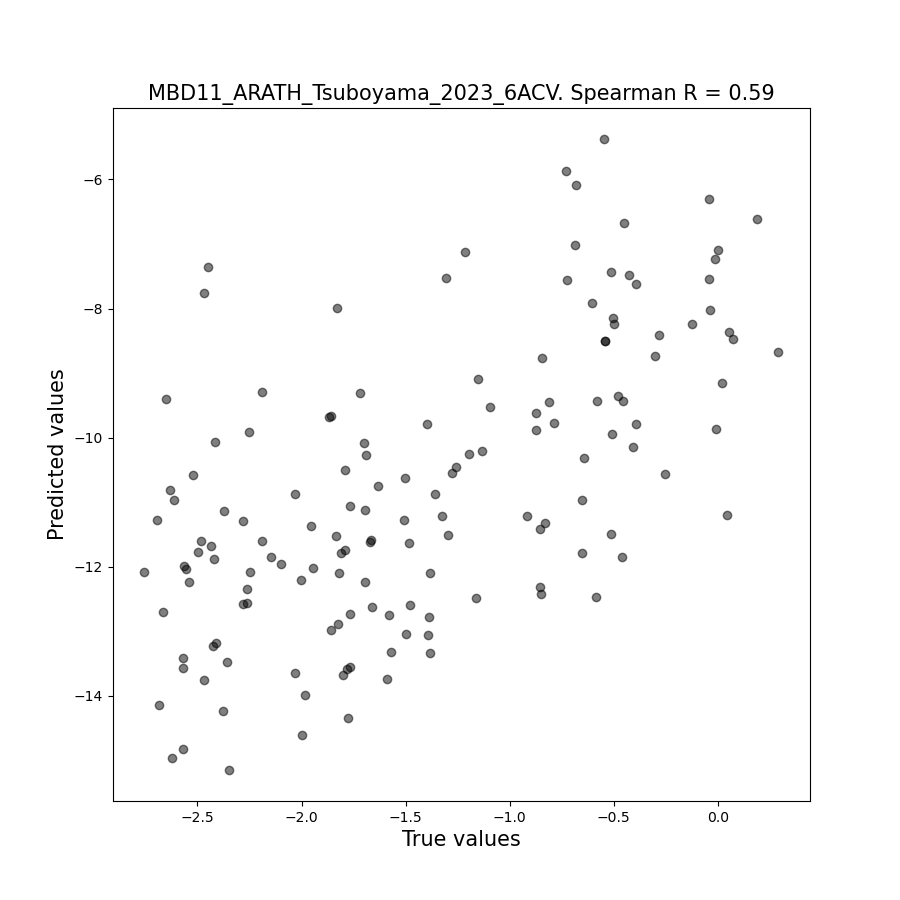 MBD11_ARATH_Tsuboyama_2023_6ACV. Spearman R = 0.59
−6
−8
−10
−12
−14
Predicted values
−2.5 −2.0 −1.5 −1.0 −0.5 0.0
True values